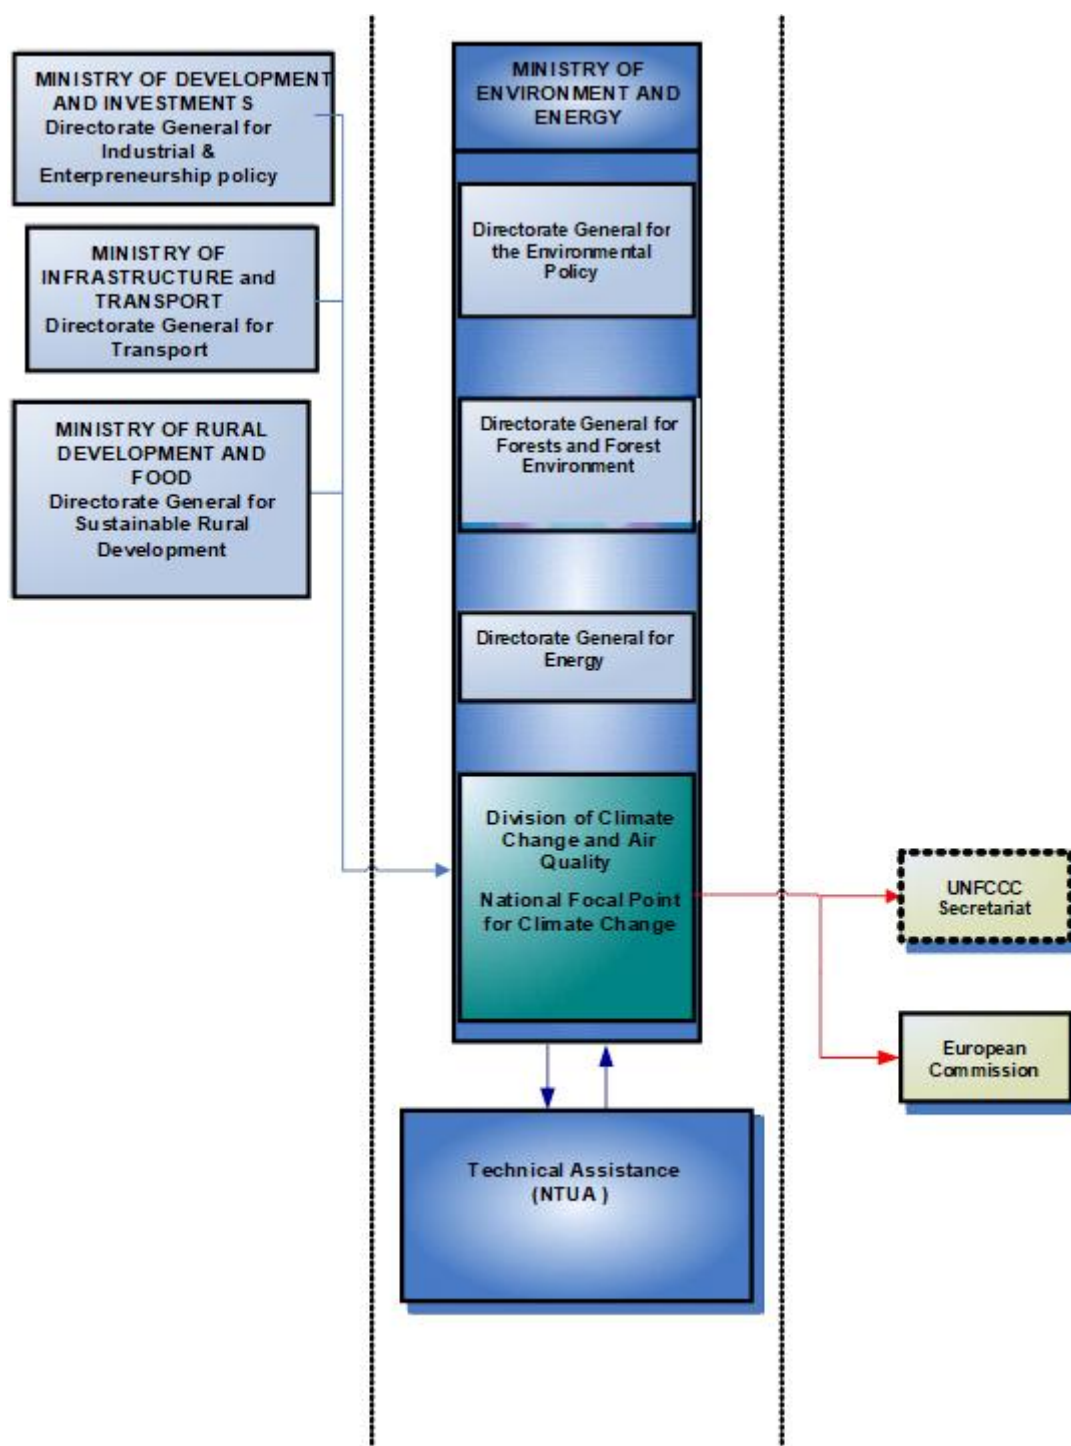 MINISTRY OF DEVELOPMENT
AND INVESTMENTS
Directorate General for
Industrial &
Enterpreneurship policy
MINISTRY OF
INFRASTRUCTURE and
TRANSPORT
Directorate General for
Transport
MINISTRY OF RURAL
DEVELOPMENT AND
FOOD
Directorate General for
Sustainable Rural
Development
MINISTRY OF
ENVIRONMENT AND
ENERGY
Directorate General for
the Environmental
Policy
Directorate General for
Forests and Forest
Environment
Directorate General for
Energy
Division of Climate
Change and Air
Quality
National Focal Point
for Climate Change
Technical Assistance
(NTUA )
UNFCCC
Secretariat
European
Commission